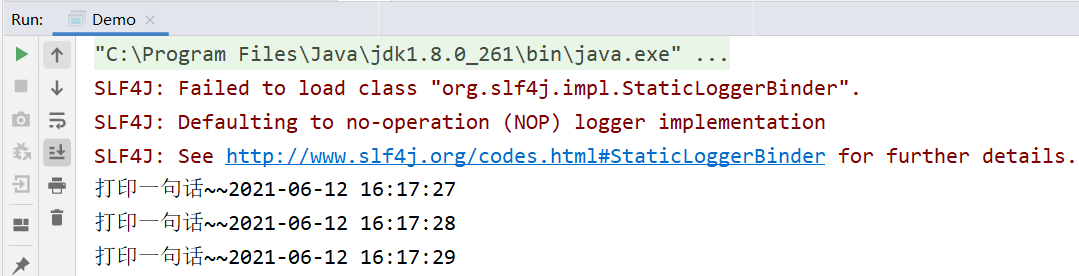 Run: Demo
"C:\Program Files\Java\jdk1.8.0_261\bin\java.exe" ...
SLF4J: Failed to load class "org.slf4j.impl.StaticLoggerBinder".
SLF4J: Defaulting to no-operation (NOP) logger implementation
SLF4J: See http://www.slf4j.org/codes.html#StaticLoggerBinder for further details.
打印一句话~~2021-06-12 16:17:27
打印一句话~~2021-06-12 16:17:28
打印一句话~~2021-06-12 16:17:29